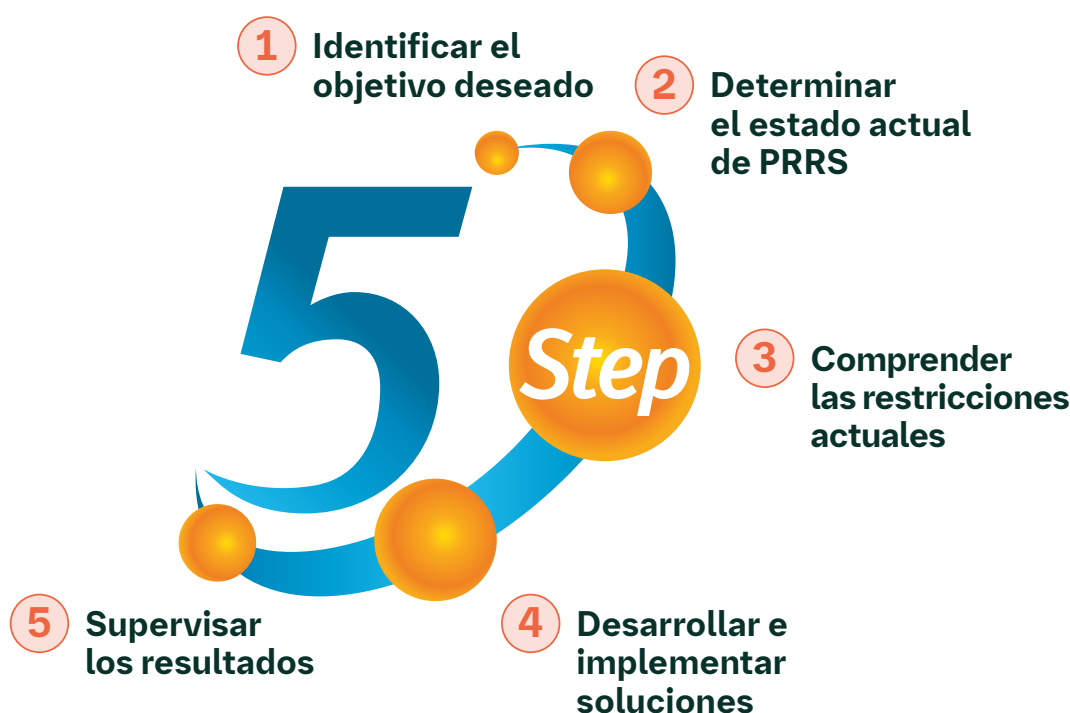 1
Identificar el
objetivo deseado
2
Determinar
el estado actual
de PRRS
5
Step
3
Comprender
las restricciones
actuales
4
Desarrollar e
implementar
soluciones
5
Supervisar
los resultados